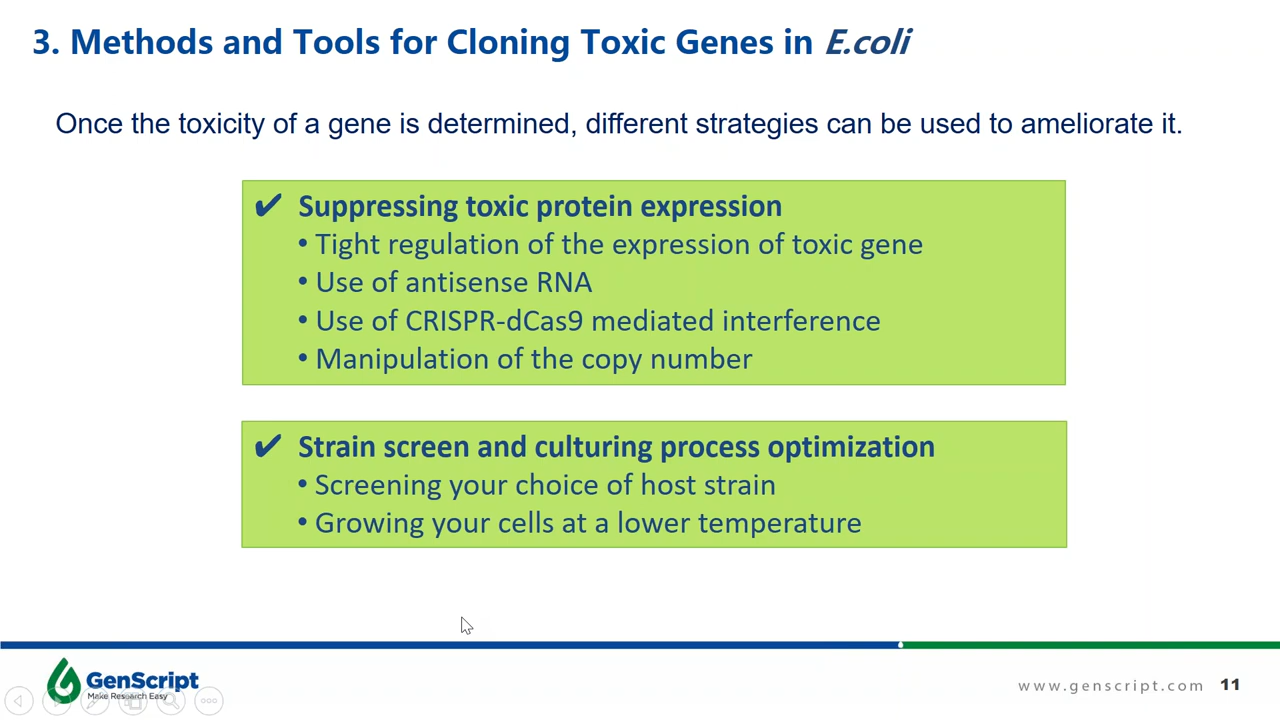 3. Methods and Tools for Cloning Toxic Genes in E.coli
Once the toxicity of a gene is determined, different strategies can be used to ameliorate it.
✔ Suppressing toxic protein expression
• Tight regulation of the expression of toxic gene
• Use of antisense RNA
• Use of CRISPR-dCas9 mediated interference
• Manipulation of the copy number
✔ Strain screen and culturing process optimization
• Screening your choice of host strain
• Growing your cells at a lower temperature
GenScript
Make Research Easy
www.genscript.com 11